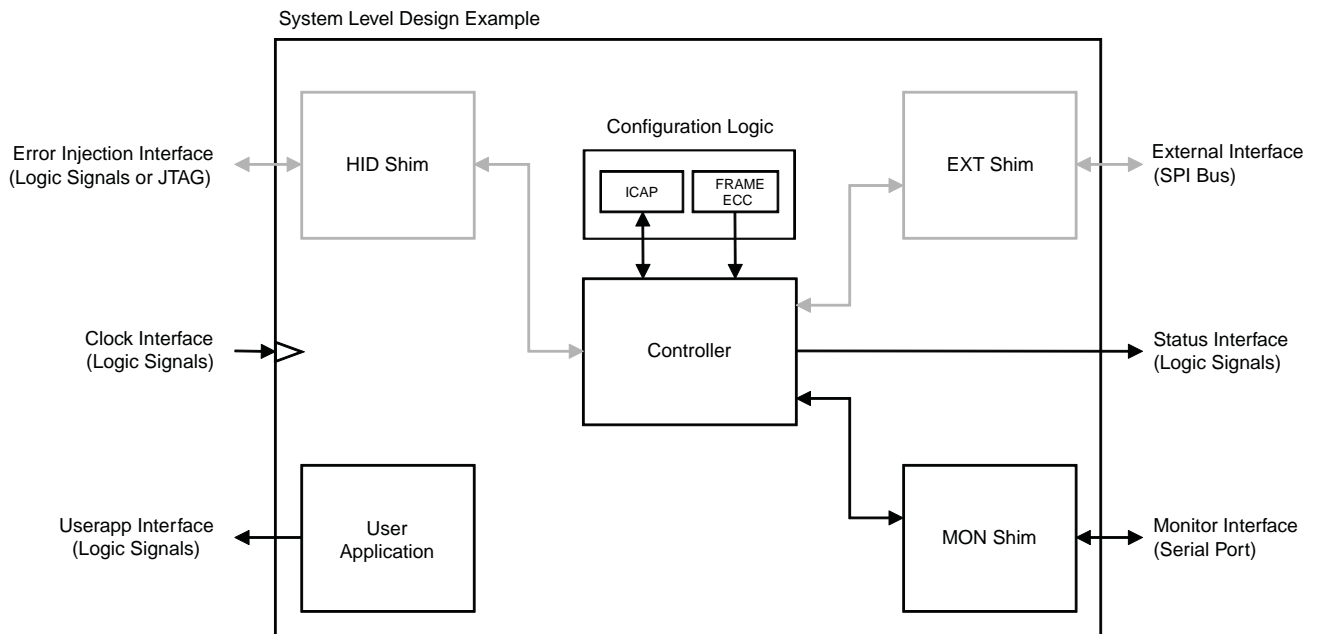 System Level Design Example
Configuration Logic
HID Shim
EXT Shim
Error Injection Interface
(Logic Signals or JTAG)
ICAP
FRAME
ECC
External Interface
(SPI Bus)
Clock Interface
(Logic Signals)
Controller
Status Interface
(Logic Signals)
Userapp Interface
(Logic Signals)
User
Application
MON Shim
Monitor Interface
(Serial Port)